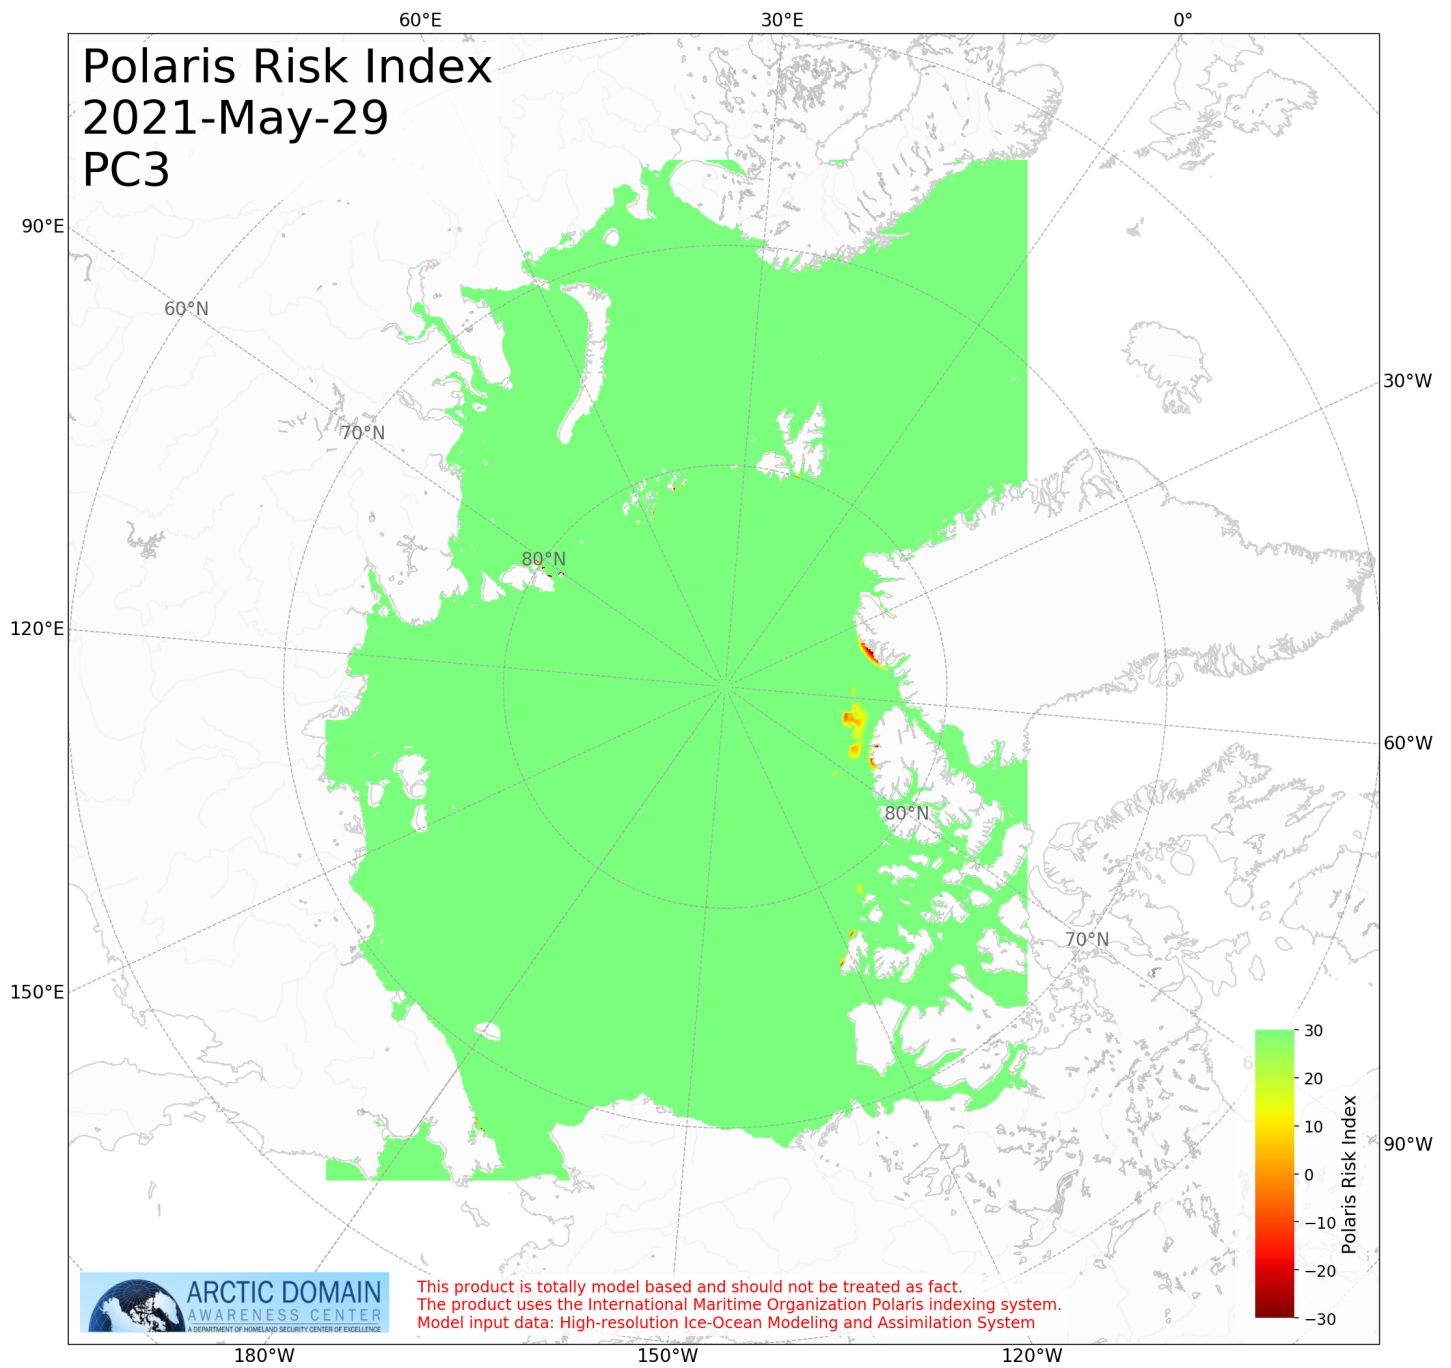 60°E 30°E 0°
Polaris Risk Index
2021-May-29
PC3
90°E
60°N
30°W
70°N
80°N
120°E
60°W
80°N
70°N
150°E
30
20
10
0
−10
−20
−30
Polaris Risk Index
90°W
ARCTIC DOMAIN
AWARENESS CENTER
A DEPARTMENT OF HOMELAND SECURITY CENTER OF EXCELLENCE
This product is totally model based and should not be treated as fact.
The product uses the International Maritime Organization Polaris indexing system.
Model input data: High-resolution Ice-Ocean Modeling and Assimilation System
180°W 150°W 120°W